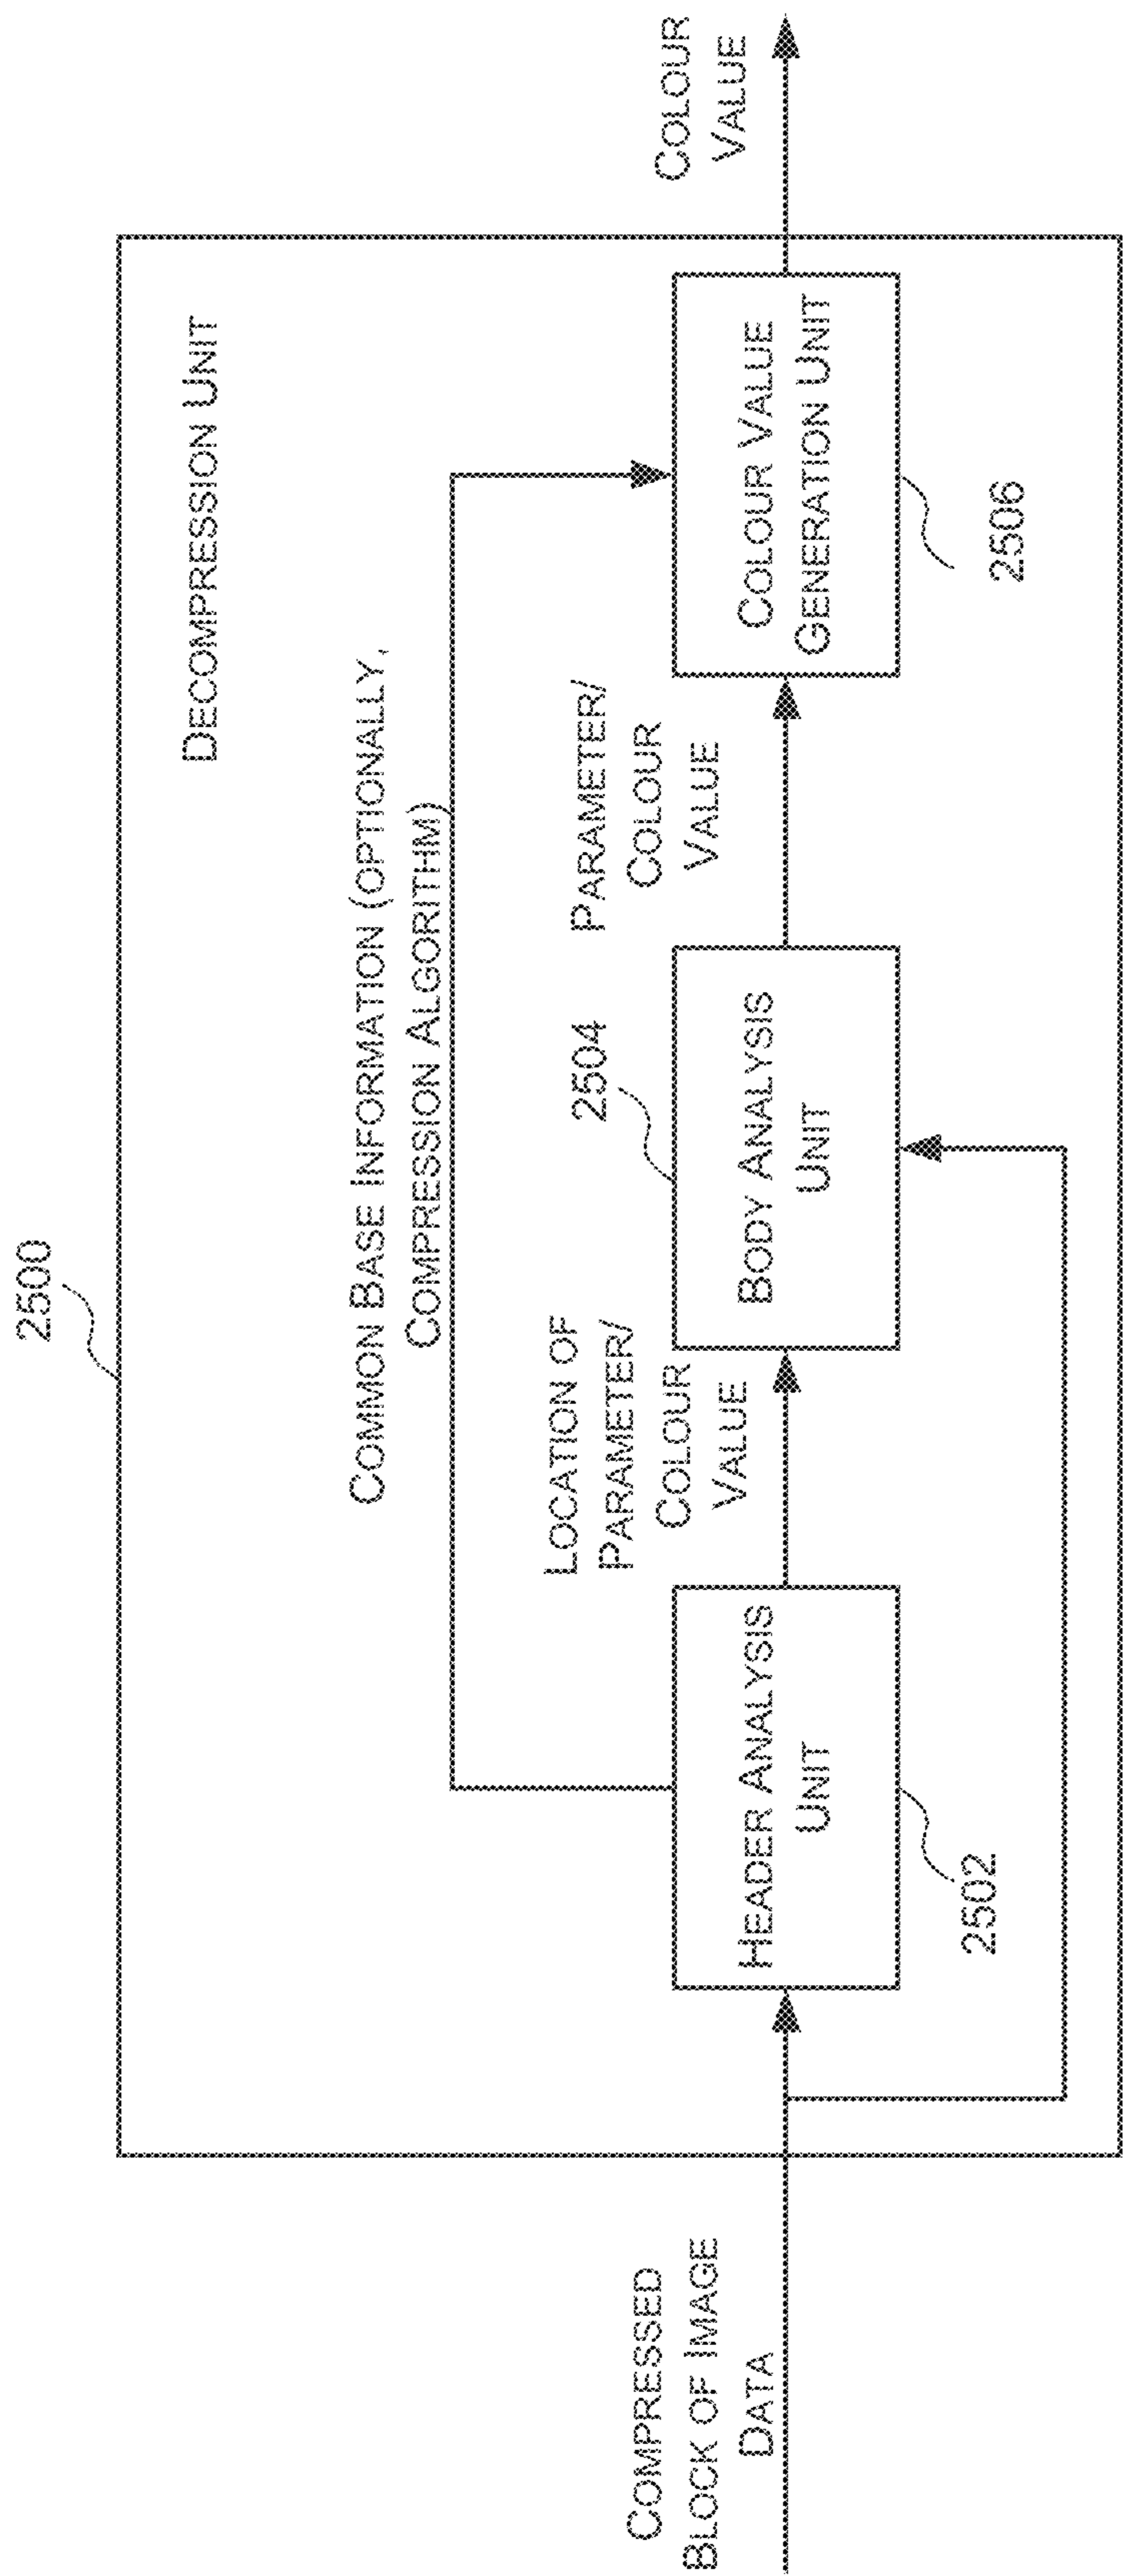 2500
DECOMPRESSION UNIT
COMMON BASE INFORMATION (OPTIONALLY,
COMPRESSION ALGORITHM)
COMPRESSED
BLOCK OF IMAGE
DATA
HEADER ANALYSIS
UNIT
2502
LOCATION OF
PARAMETER/
COLOUR
VALUE
2504
BODY ANALYSIS
UNIT
PARAMETER/
COLOUR
VALUE
COLOUR VALUE
GENERATION UNIT
2506
COLOUR
VALUE